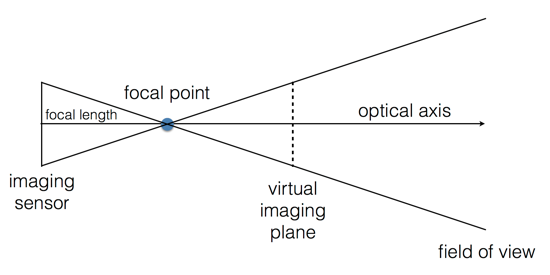 focal point
optical axis
focal length
imaging
sensor
virtual
imaging
plane
field of view